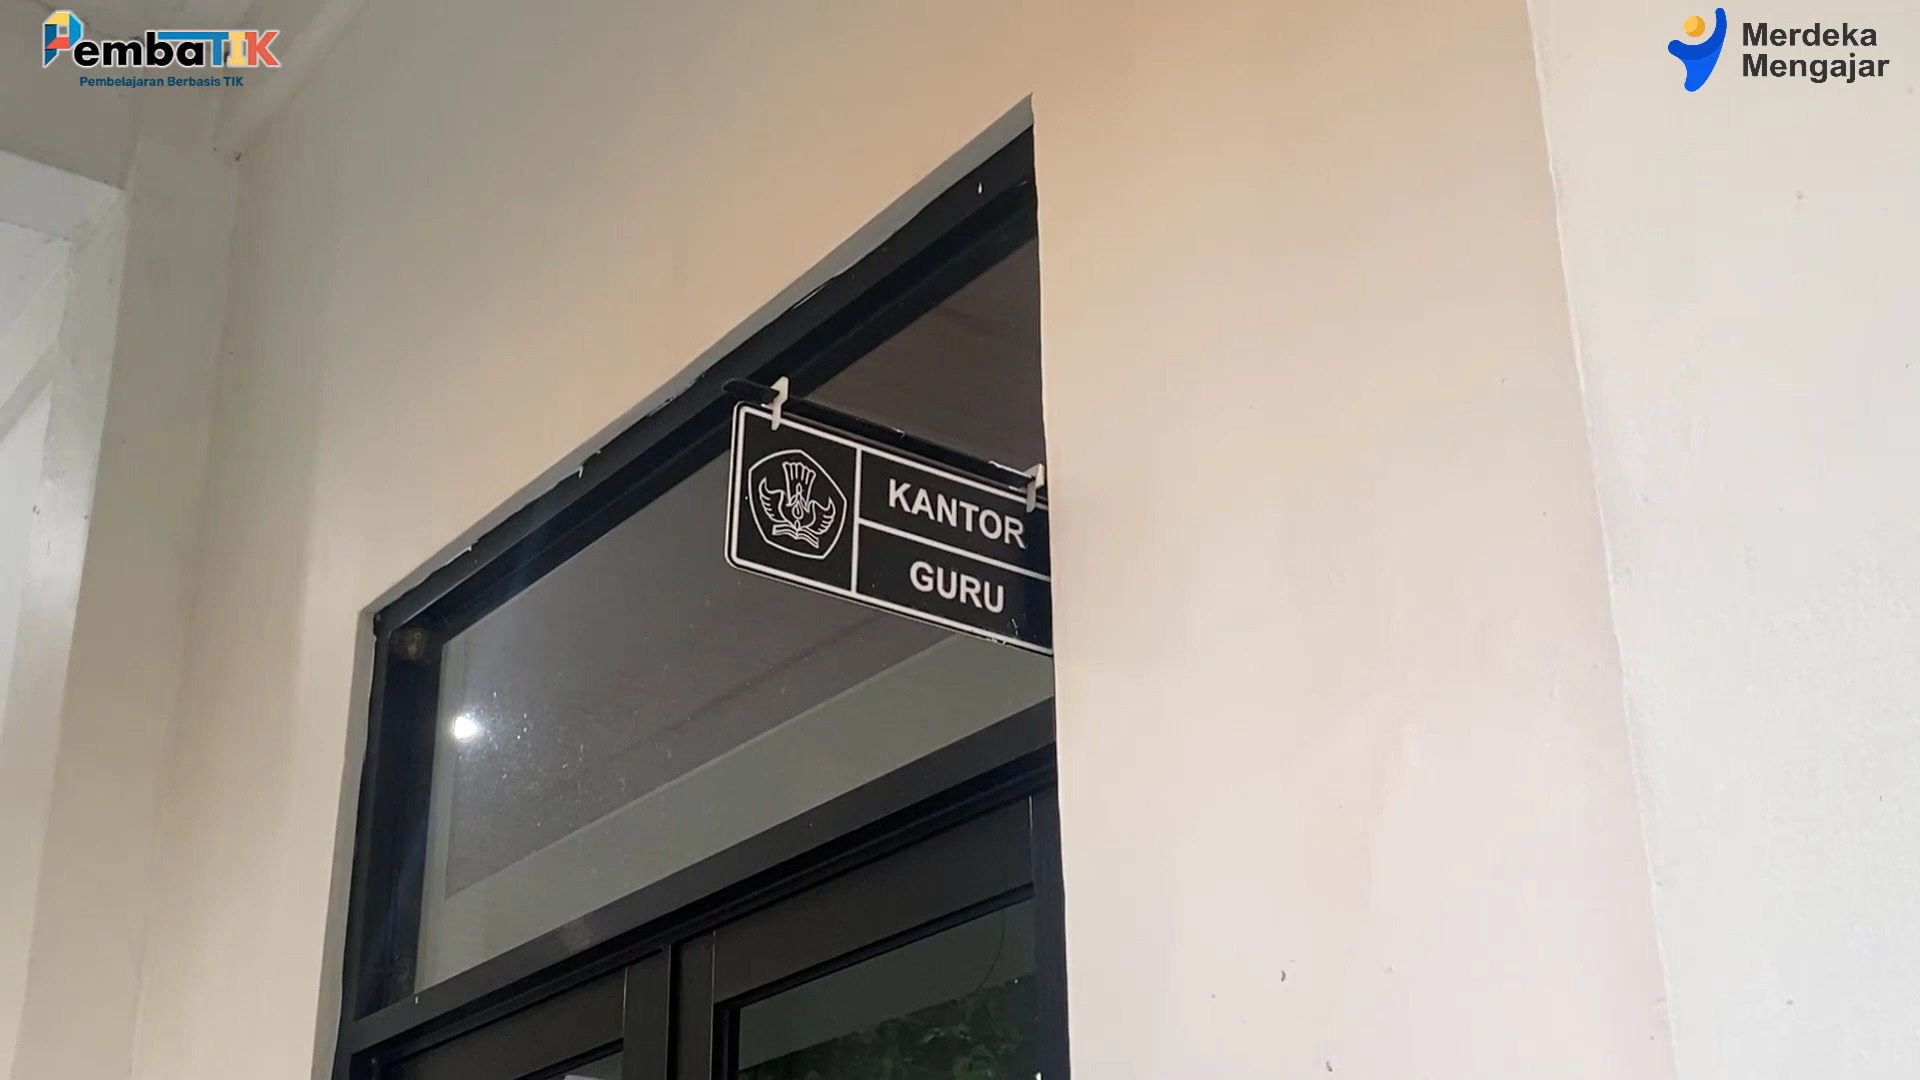 PembaTIK
Pembelajaran Berbasis TIK
Merdeka
Mengajar
KANTOR
GURU